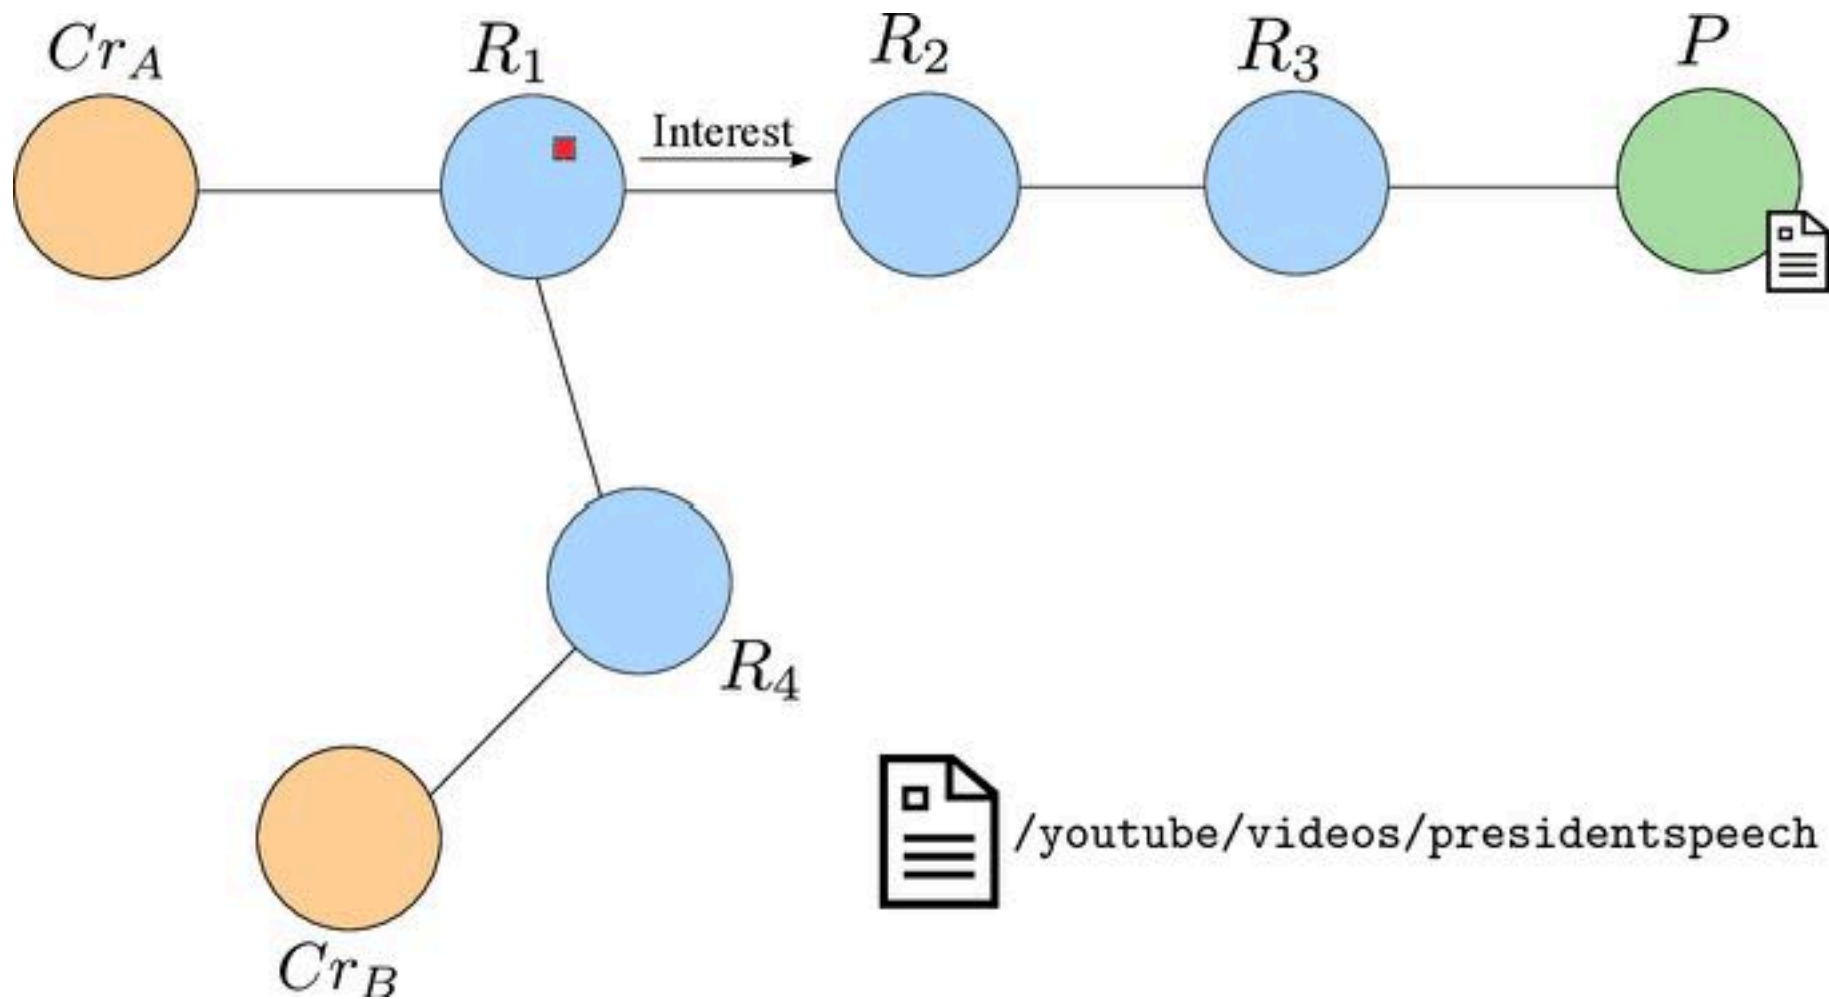 Cr_A
R_1
R_2
R_3
P
Interest
R_4
/youtube/videos/presidentspeech
Cr_B